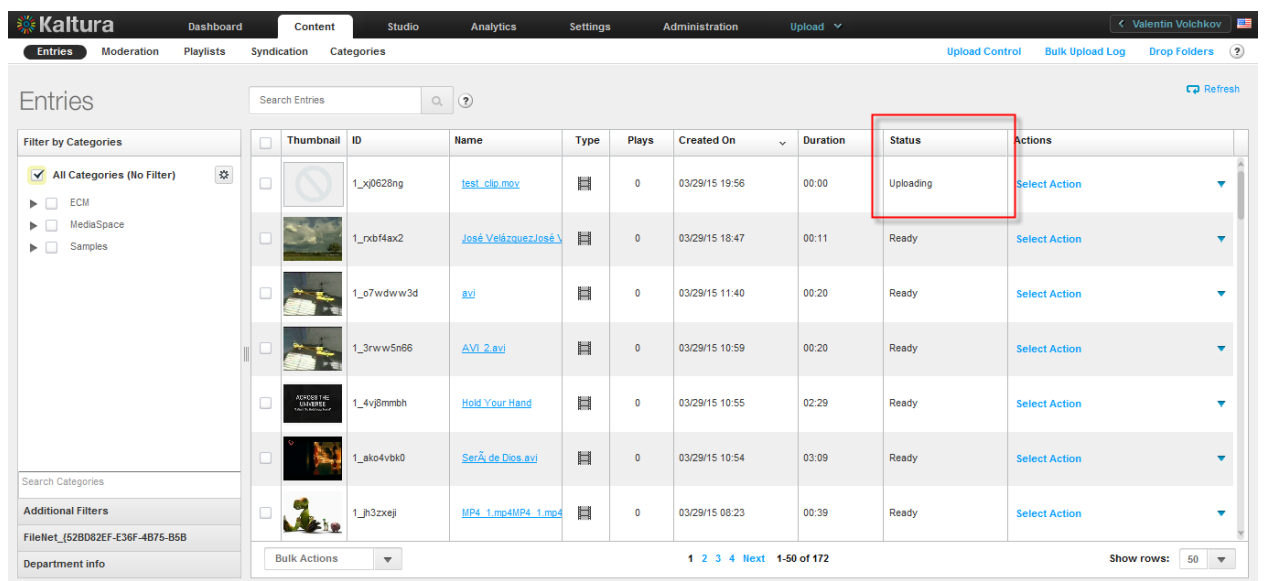 Kaltura Dashboard Content Studio Analytics Settings Administration Upload Valentin Volchkov
Entries Moderation Playlists Syndication Categories Upload Control Bulk Upload Log Drop Folders ?
Entries Search Entries ? Refresh
Filter by Categories Thumbnail ID Name Type Plays Created On Duration Status Actions
All Categories (No Filter) 1_xj0628ng test_clip.mov 0 03/29/15 19:56 00:00 Uploading Select Action
ECM
MediaSpace
1_rxbf4ax2 José VelázquezJosé V 0 03/29/15 18:47 00:11 Ready Select Action
Samples
1_o7wdww3d avi 0 03/29/15 11:40 00:20 Ready Select Action
1_3rww5n66 AVI_2.avi 0 03/29/15 10:59 00:20 Ready Select Action
ACROSS THE
UNIVERSE
1_4vj8mmbh Hold Your Hand 0 03/29/15 10:55 02:29 Ready Select Action
1_ako4vbk0 SerÃ¡ de Dios.avi 0 03/29/15 10:54 03:09 Ready Select Action
Search Categories
Additional Filters 1_jh3zxeji MP4_1.mp4MP4_1.mp4 0 03/29/15 08:23 00:39 Ready Select Action
FileNet_{52BD82EF-E36F-4B75-B5B
Department info Bulk Actions 1 2 3 4 Next 1-50 of 172 Show rows: 50